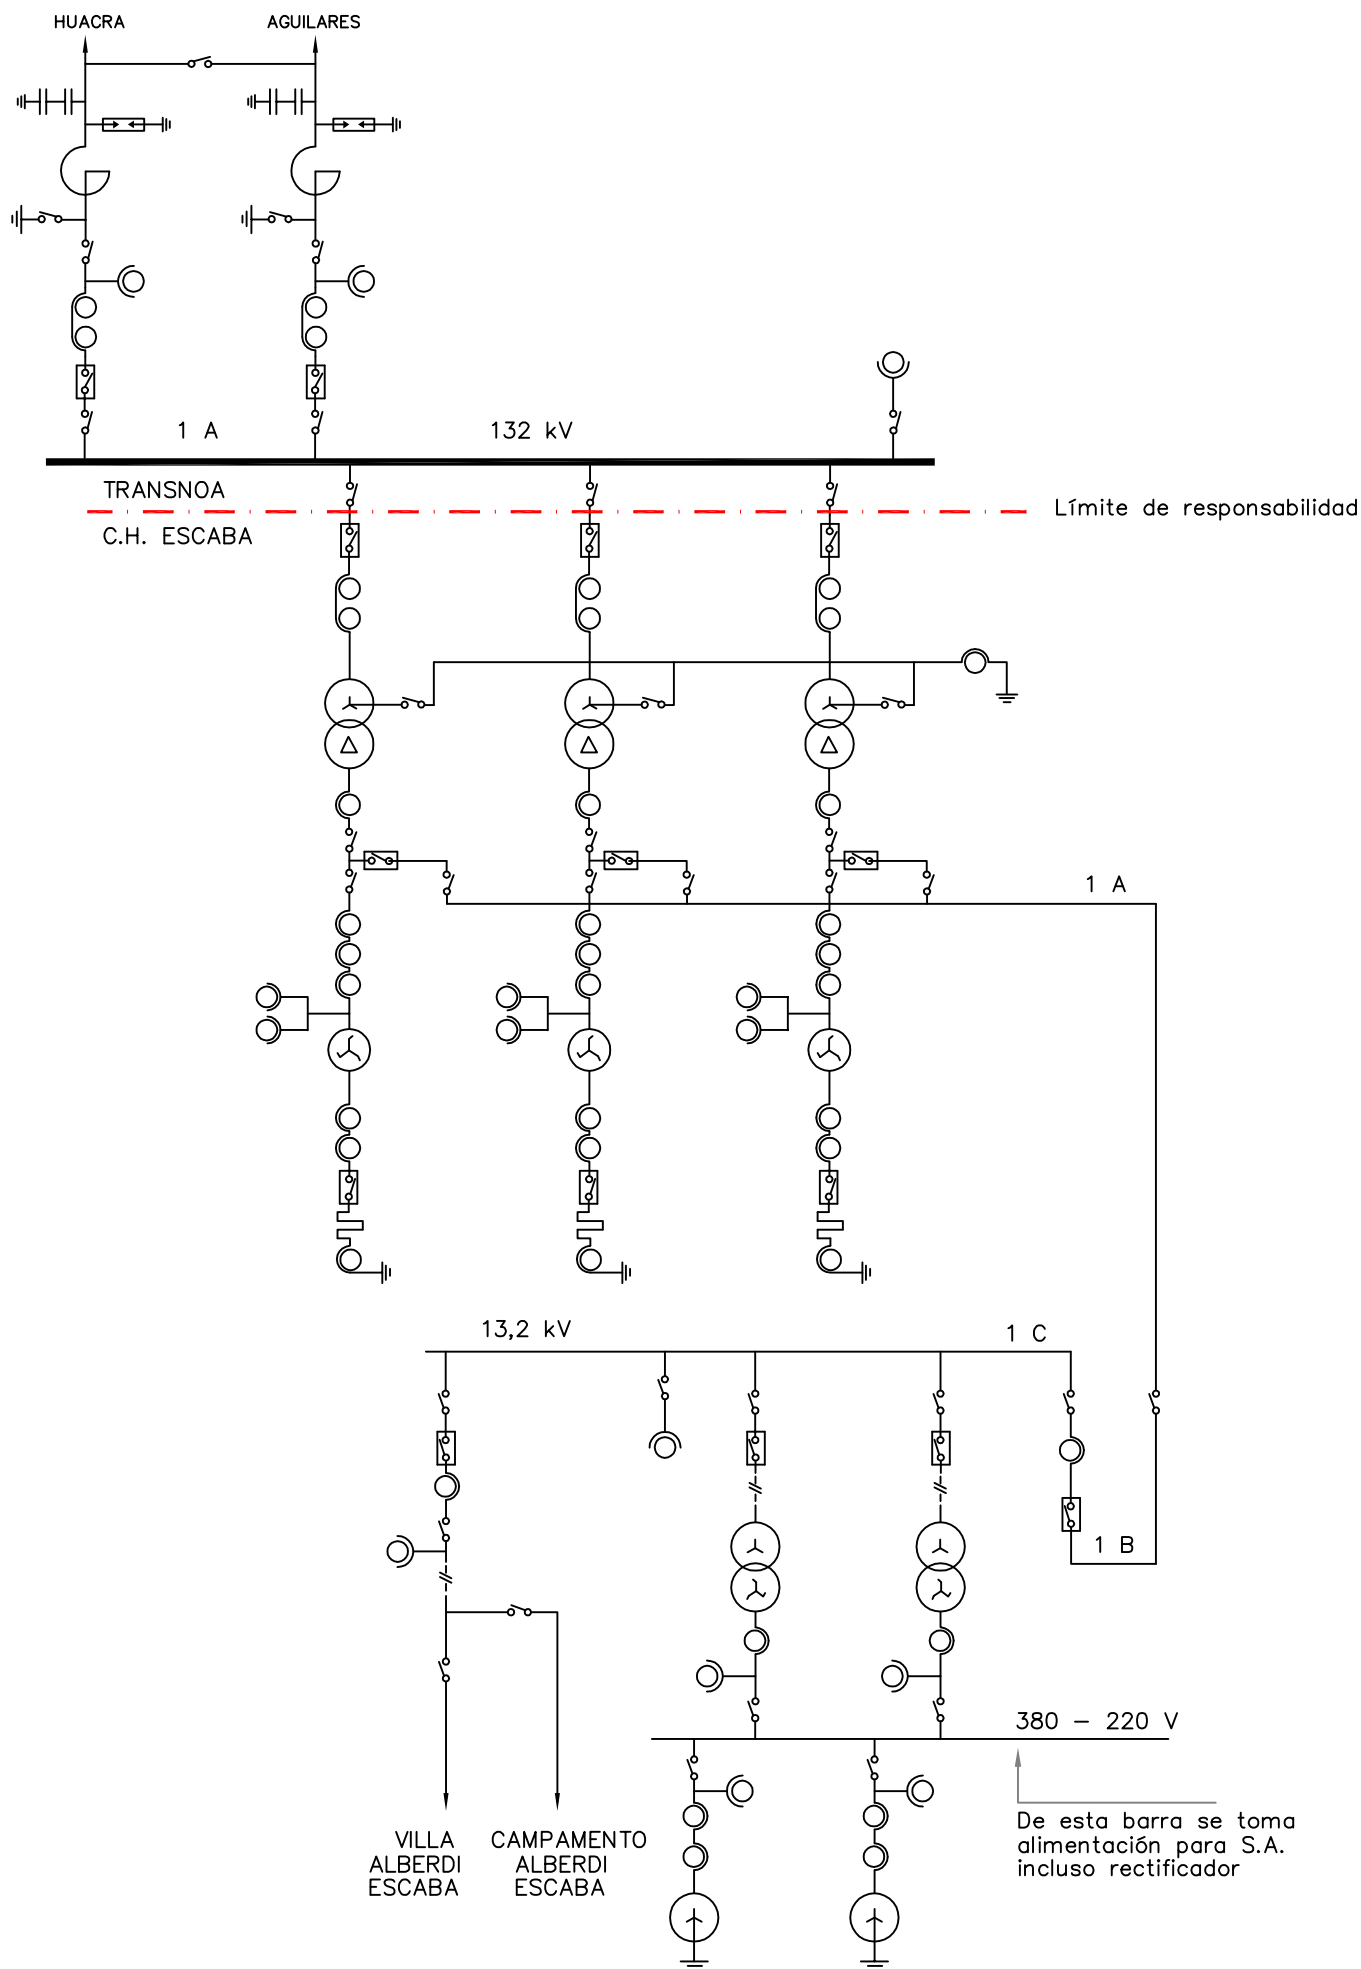 HUACRA
AGUILARES
1 A
132 kV
TRANSNOA
Límite de responsabilidad
C.H. ESCABA
1 A
13,2 kV
1 C
1 B
380 - 220 V
De esta barra se toma
alimentación para S.A.
incluso rectificador
VILLA
ALBERDI
ESCABA
CAMPAMENTO
ALBERDI
ESCABA